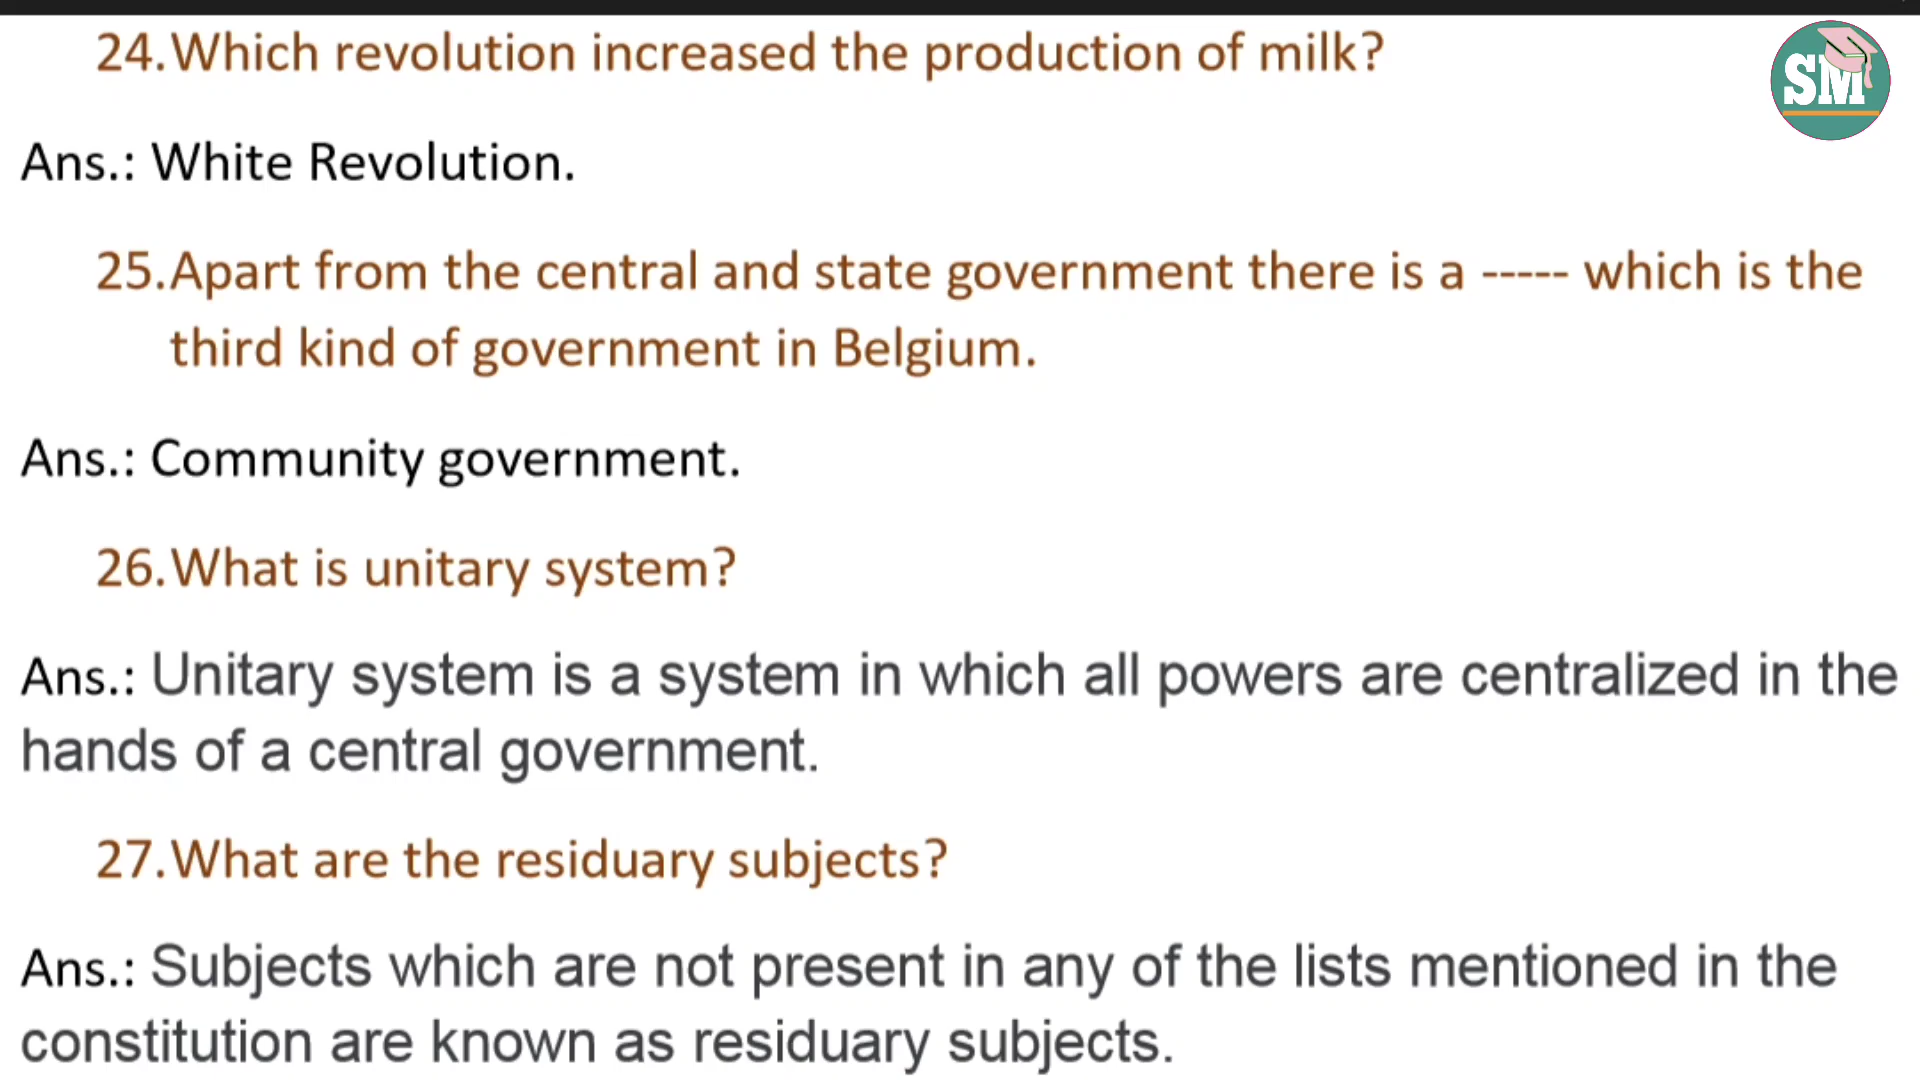 24.Which revolution increased the production of milk?
SM
Ans.: White Revolution.
25.Apart from the central and state government there is a ----- which is the
third kind of government in Belgium.
Ans.: Community government.
26.What is unitary system?
Ans.: Unitary system is a system in which all powers are centralized in the
hands of a central government.
27.What are the residuary subjects?
Ans.: Subjects which are not present in any of the lists mentioned in the
constitution are known as residuary subjects.